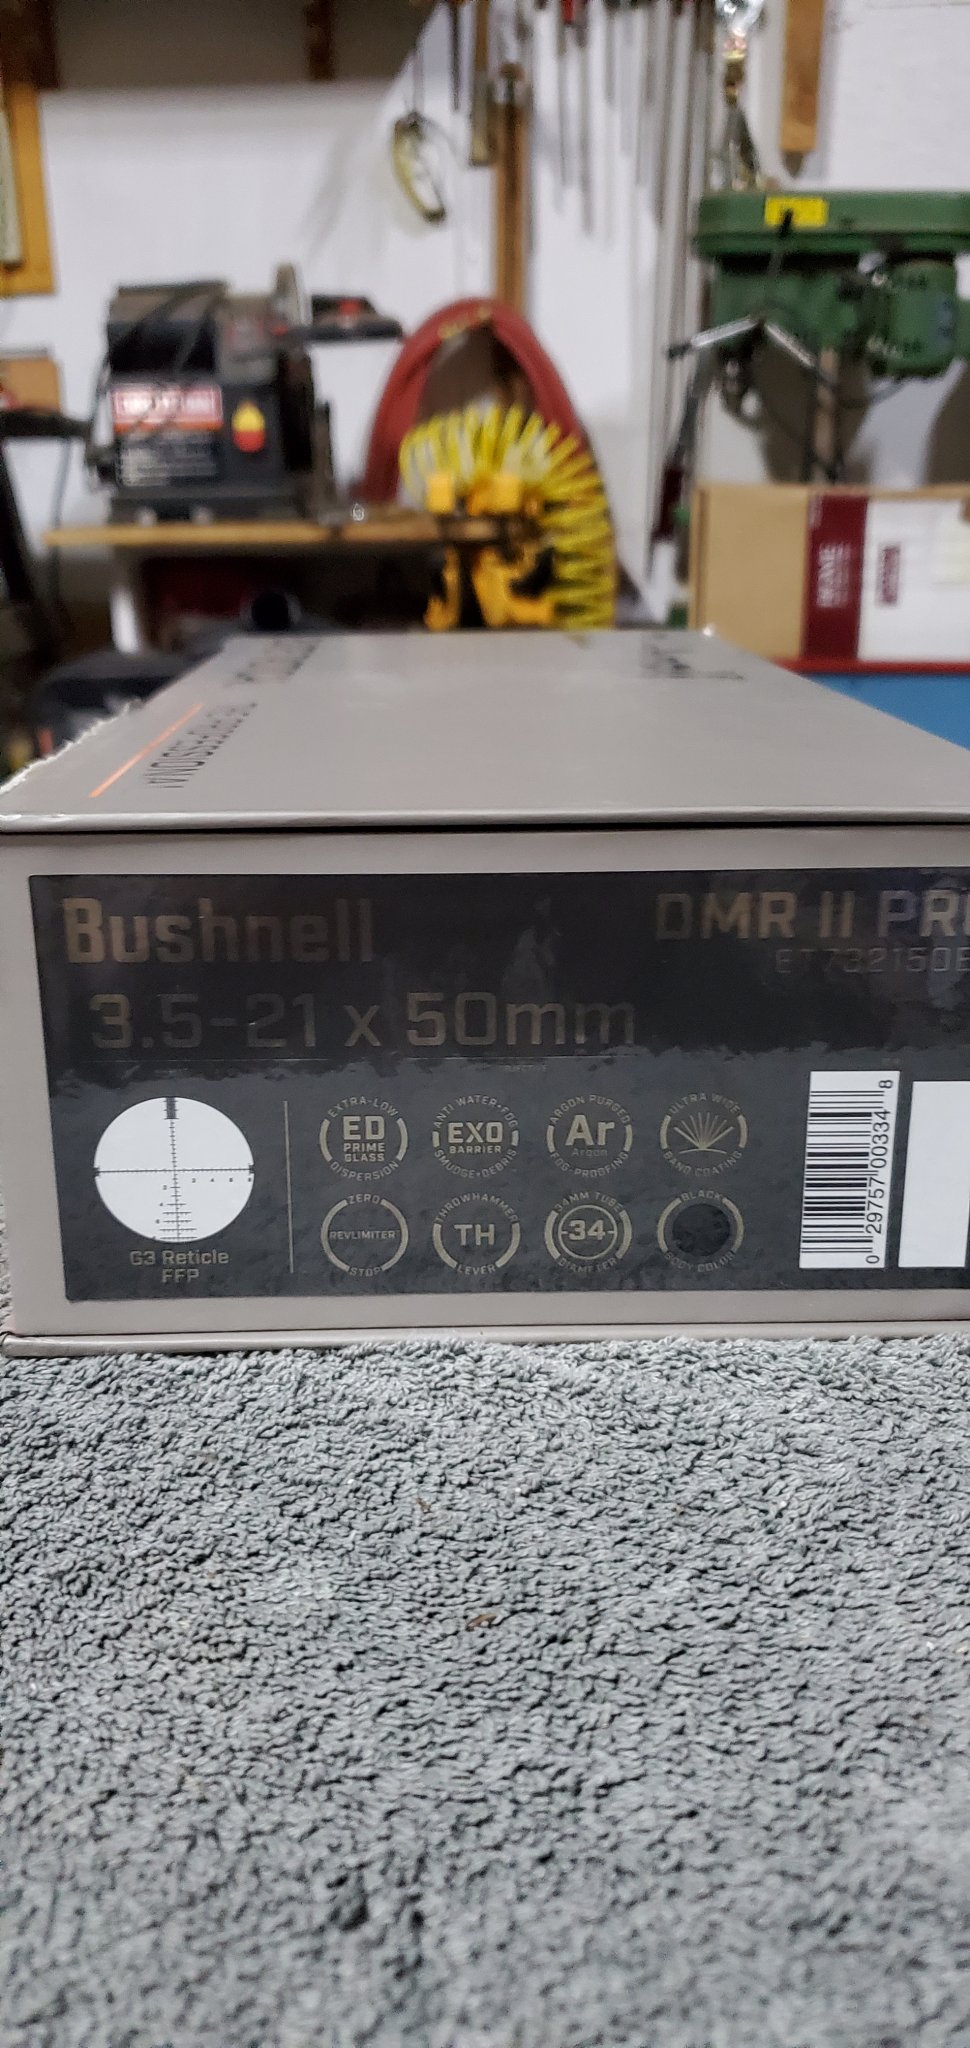 Bushnell
DMR II PR
3.5-21 x 50mm
G3 Reticle
FFP
EXTRA-LOW
ED
PRIME
GLASS
DISPERSION
ANTI WATER•FOG
EXO
BARRIER
SMUDGE•DEBRIS
ARGON PURGED
Ar
Argon
FOG-PROOFING
ULTRA WIDE
BAND COATING
ZERO
REVLIMITER
STOP
THROWHAMMER
TH
LEVER
34MM TUBE
-34-
DIAMETER
BLACK
BODY COLOR
0 29757 00334 8